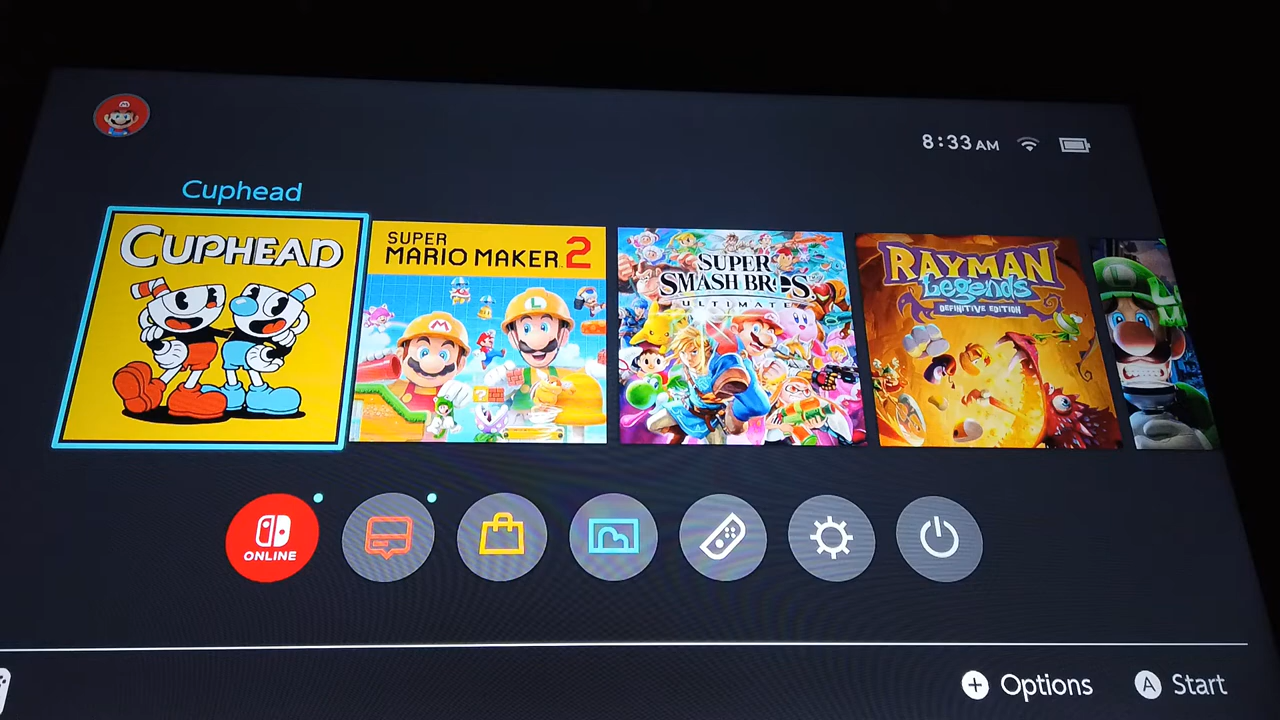 8:33 AM
Cuphead
CUPHEAD
SUPER
MARIO MAKER 2
SUPER
SMASH BROS.
ULTIMATE
RAYMAN
Legends
DEFINITIVE EDITION
ONLINE
Options
A Start